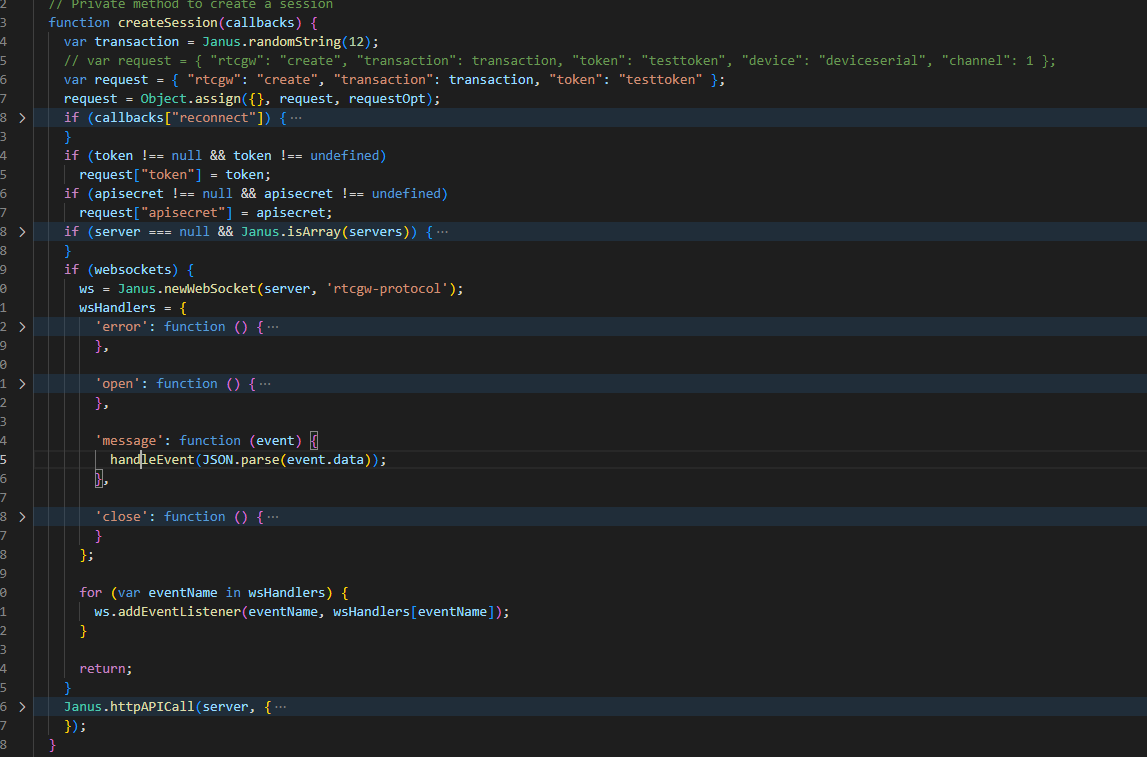 2 // Private method to create a session
3 function createSession(callbacks) {
4 var transaction = Janus.randomString(12);
5 // var request = { "rtcgw": "create", "transaction": transaction, "token": "testtoken", "device": "deviceserial", "channel": 1 };
6 var request = { "rtcgw": "create", "transaction": transaction, "token": "testtoken" };
7 request = Object.assign({}, request, requestOpt);
8 if (callbacks["reconnect"]) { ⋯
3 }
4 if (token !== null && token !== undefined)
5 request["token"] = token;
6 if (apisecret !== null && apisecret !== undefined)
7 request["apisecret"] = apisecret;
8 if (server === null && Janus.isArray(servers)) { ⋯
8 }
9 if (websockets) {
0 ws = Janus.newWebSocket(server, 'rtcgw-protocol');
1 wsHandlers = {
2 'error': function () { ⋯
9 },
0
1 'open': function () { ⋯
2 },
3
4 'message': function (event) {
5 handleEvent(JSON.parse(event.data));
6 },
7
8 'close': function () { ⋯
7 }
8 };
9
0 for (var eventName in wsHandlers) {
1 ws.addEventListener(eventName, wsHandlers[eventName]);
2 }
3
4 return;
5 }
6 Janus.httpAPICall(server, { ⋯
7 });
8 }